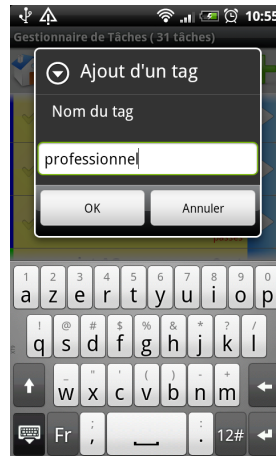 10:55
Gestionnaire de Tâches ( 31 tâches)
Ajout d'un tag
Nom du tag
professionnel
OK Annuler
passés
1 2 3 4 5 6 7 8 9 0
a z e r t y u i o p
! @ # $ % & * ? /
q s d f g h j k l
_ " ' ( ) - +
w x c v b n m
Fr ; , : . 12#